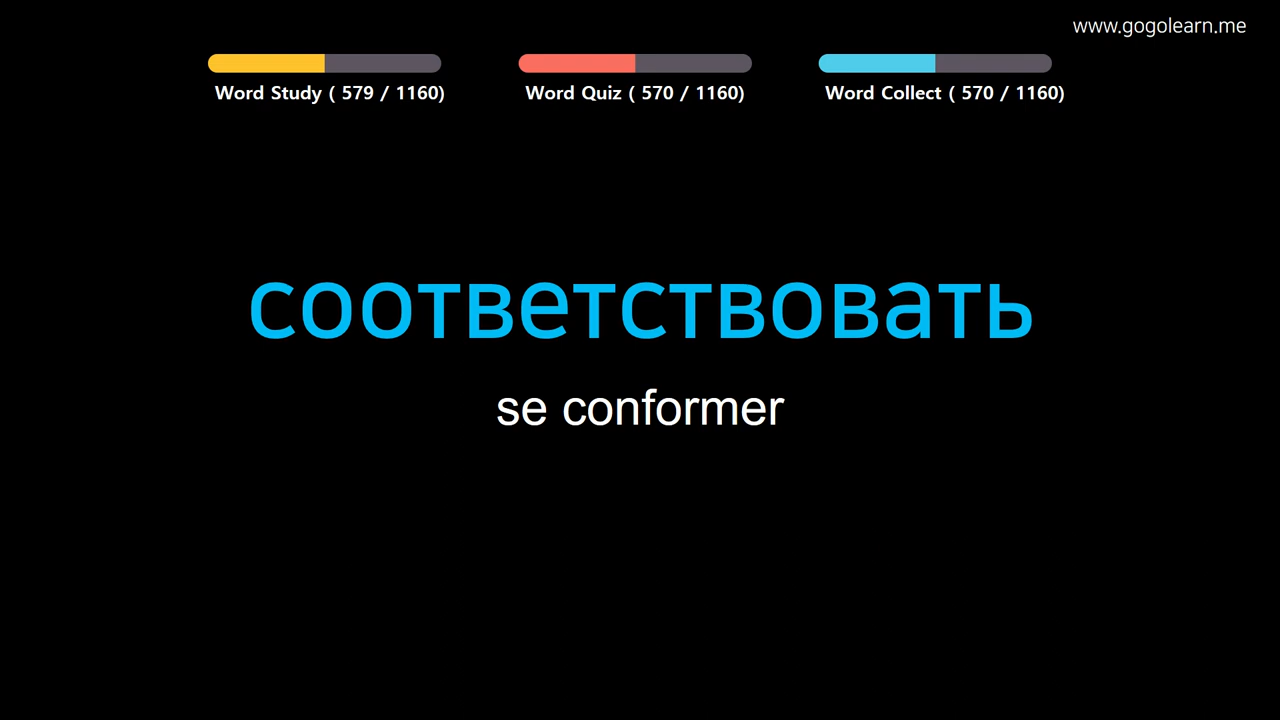 www.gogolearn.me
Word Study ( 579 / 1160)
Word Quiz ( 570 / 1160)
Word Collect ( 570 / 1160)
соответствовать
se conformer